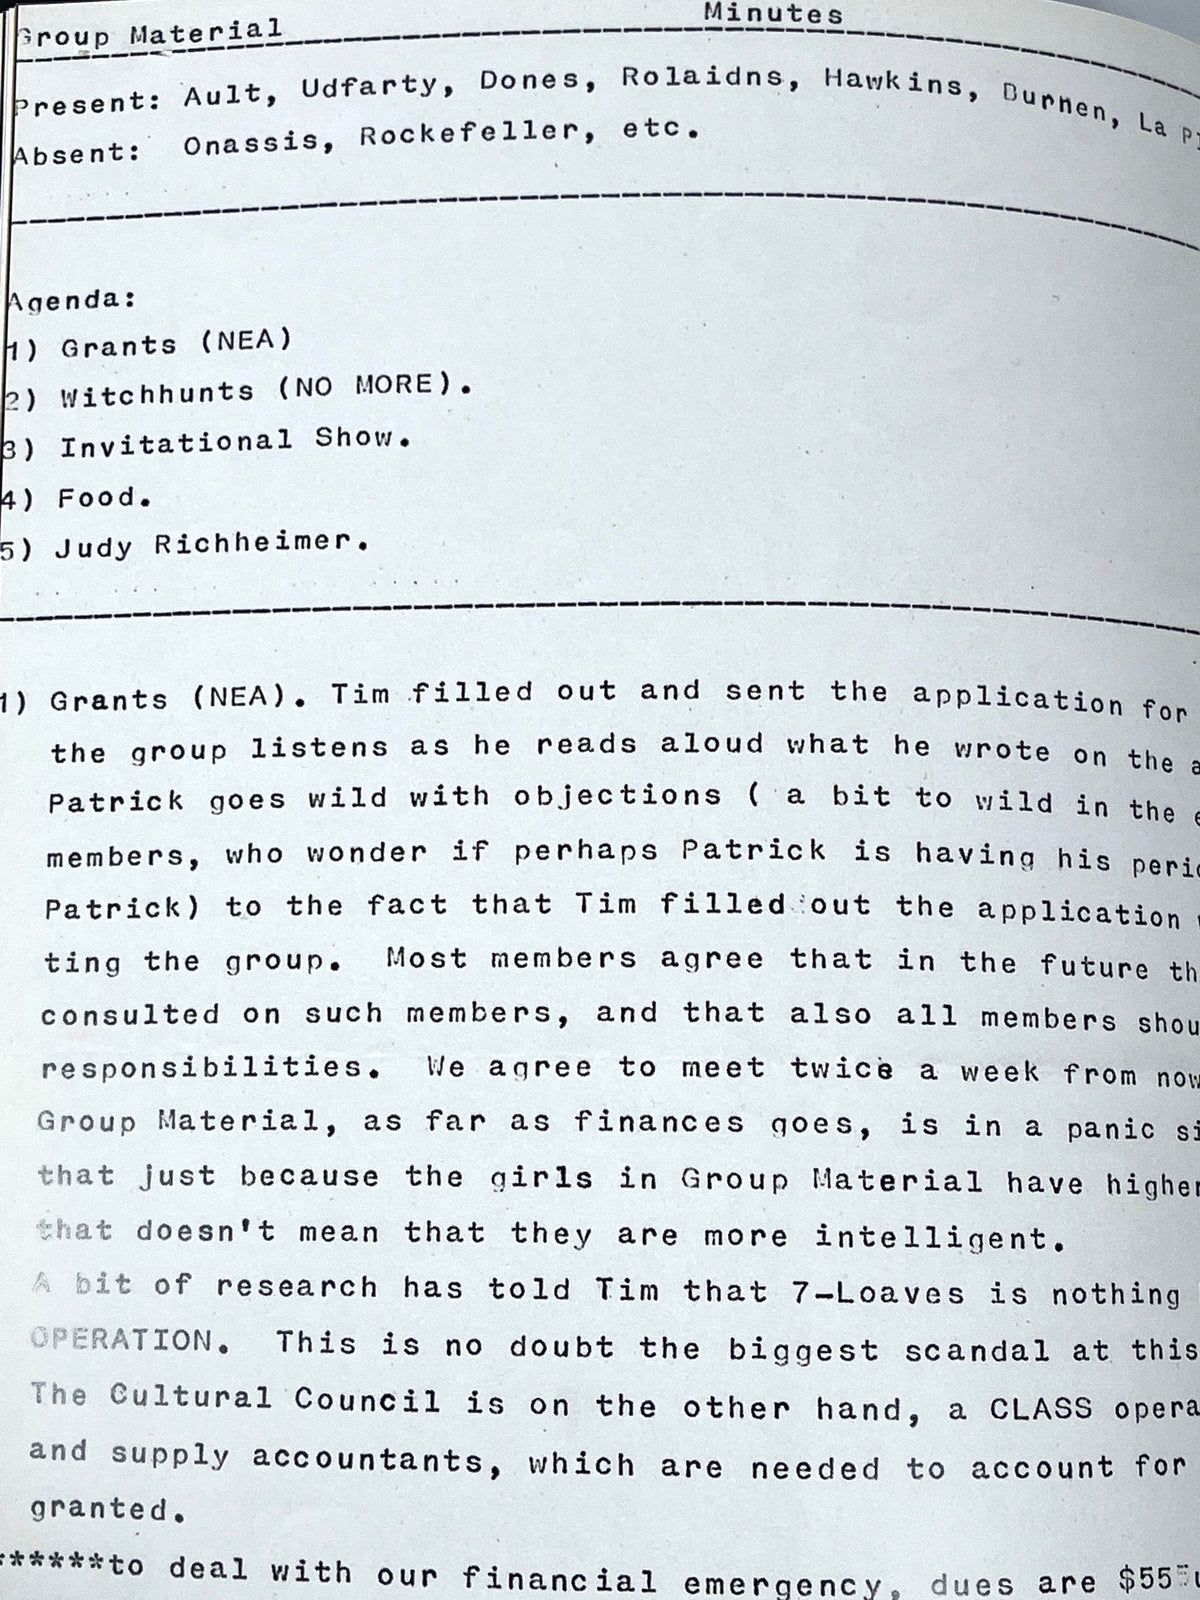 Group Material Minutes
Present: Ault, Udfarty, Dones, Rolaidns, Hawkins, Burnen, La
Absent: Onassis, Rockefeller, etc.
Agenda:
1) Grants (NEA)
2) Witchhunts (NO MORE).
3) Invitational Show.
4) Food.
5) Judy Richheimer.
1) Grants (NEA). Tim filled out and sent the application for
the group listens as he reads aloud what he wrote on the
Patrick goes wild with objections ( a bit to wild in the
members, who wonder if perhaps Patrick is having his
Patrick) to the fact that Tim filled out the application
ting the group. Most members agree that in the future
consulted on such members, and that also all members
responsibilities. We agree to meet twice a week from now
Group Material, as far as finances goes, is in a panic
that just because the girls in Group Material have higher
that doesn't mean that they are more intelligent.
A bit of research has told Tim that 7-Loaves is nothing
OPERATION. This is no doubt the biggest scandal at this
The Cultural Council is on the other hand, a CLASS
and supply accountants, which are needed to account for
granted.
******to deal with our financial emergency, dues are